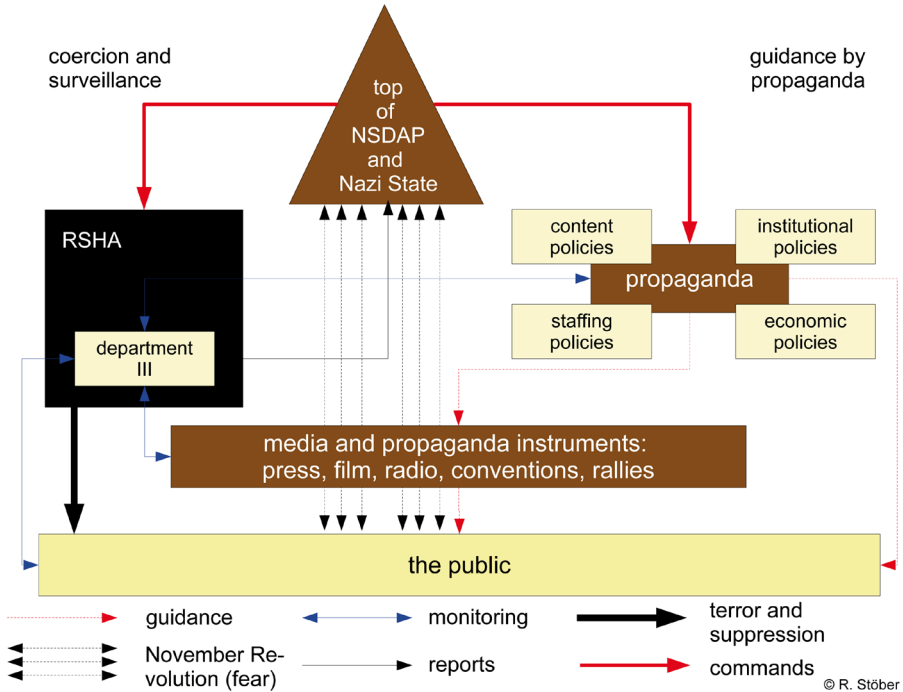 coercion and
surveillance
guidance by
propaganda
top
of
NSDAP
and
Nazi State
RSHA
content
policies
institutional
policies
propaganda
staffing
policies
economic
policies
department
III
media and propaganda instruments:
press, film, radio, conventions, rallies
the public
guidance
monitoring
terror and
suppression
November Re-
volution (fear)
reports
commands
© R. Stöber